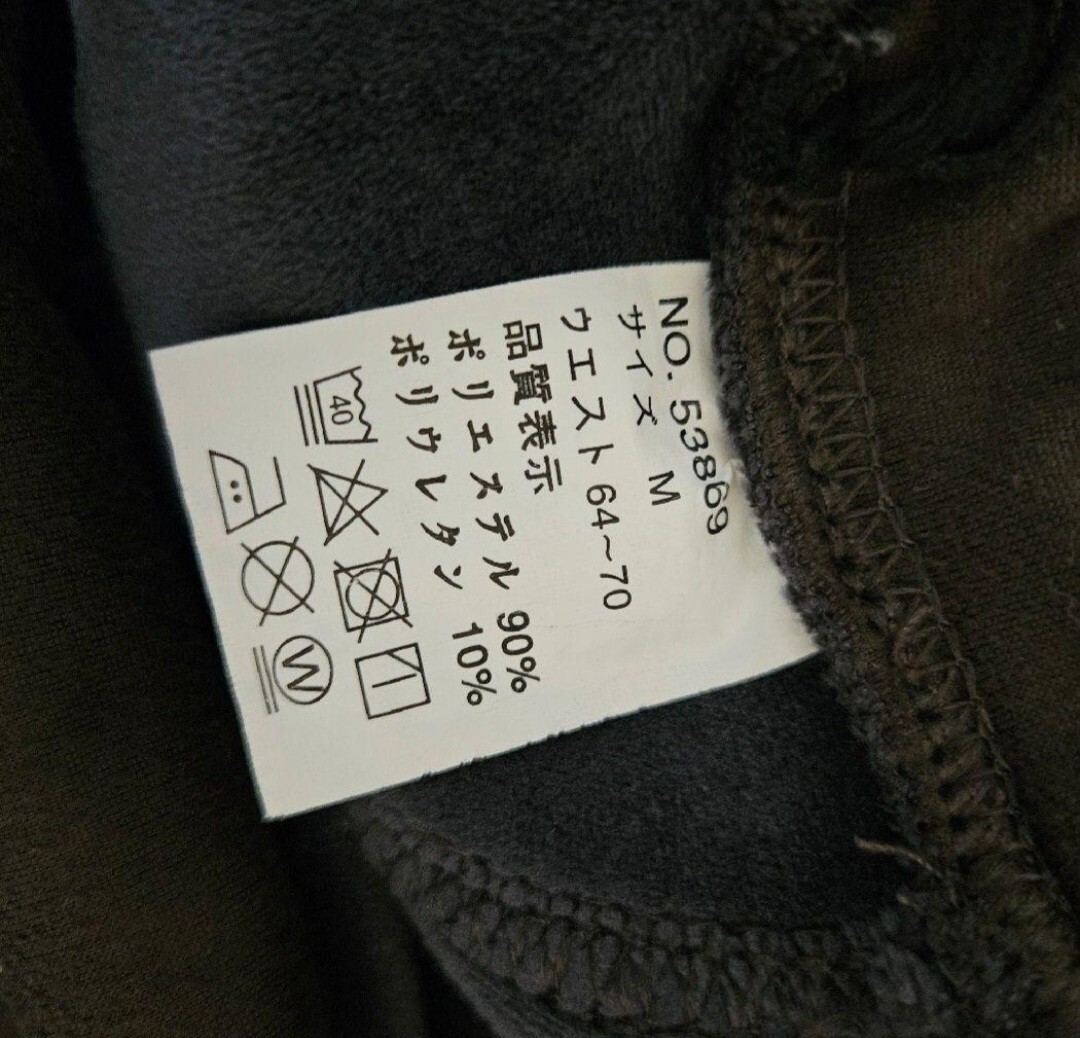 NO. 53869
サイズ M
ウエスト 64~70
品質表示
ポリエステル 90%
ポリウレタン 10%
40
W